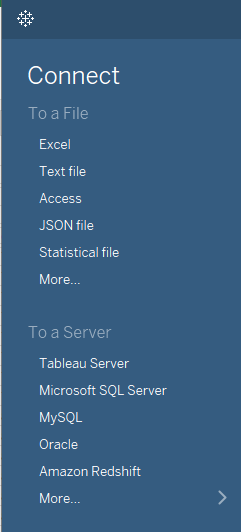 Connect
To a File
Excel
Text file
Access
JSON file
Statistical file
More...
To a Server
Tableau Server
Microsoft SQL Server
MySQL
Oracle
Amazon Redshift
More...